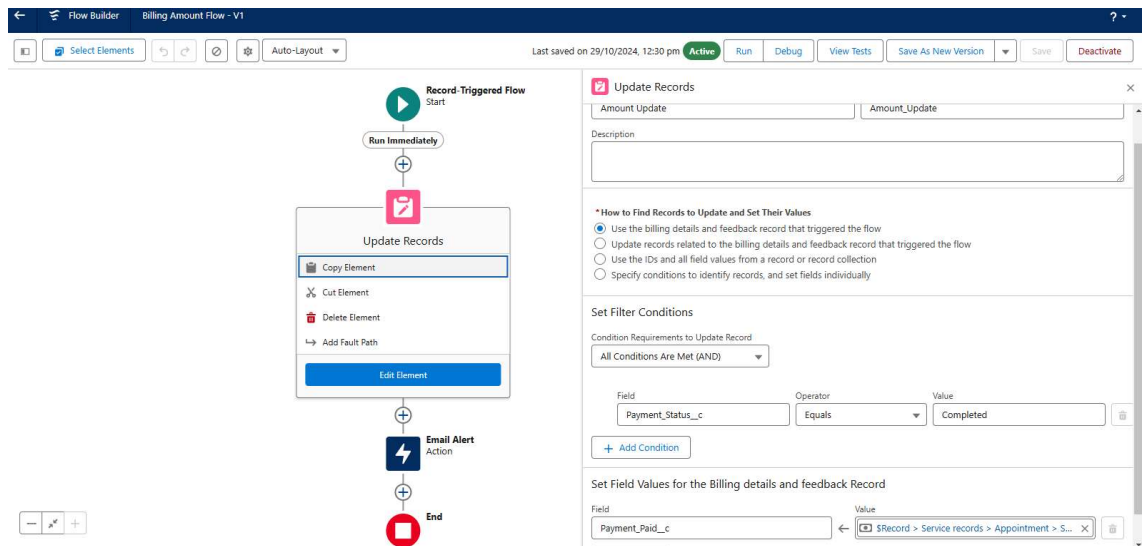 Flow Builder Billing Amount Flow - V1 ?
Select Elements Auto-Layout Last saved on 29/10/2024, 12:30 pm Active Run Debug View Tests Save As New Version Save Deactivate
Record-Triggered Flow
Start
Run Immediately
Update Records
Copy Element
Cut Element
Delete Element
Add Fault Path
Edit Element
Email Alert
Action
End
Update Records
Amount Update Amount_Update
Description
*How to Find Records to Update and Set Their Values
Use the billing details and feedback record that triggered the flow
Update records related to the billing details and feedback record that triggered the flow
Use the IDs and all field values from a record or record collection
Specify conditions to identify records, and set fields individually
Set Filter Conditions
Condition Requirements to Update Record
All Conditions Are Met (AND)
Field Operator Value
Payment_Status__c Equals Completed
+ Add Condition
Set Field Values for the Billing details and feedback Record
Field Value
Payment_Paid__c ← $Record > Service records > Appointment > S... ×